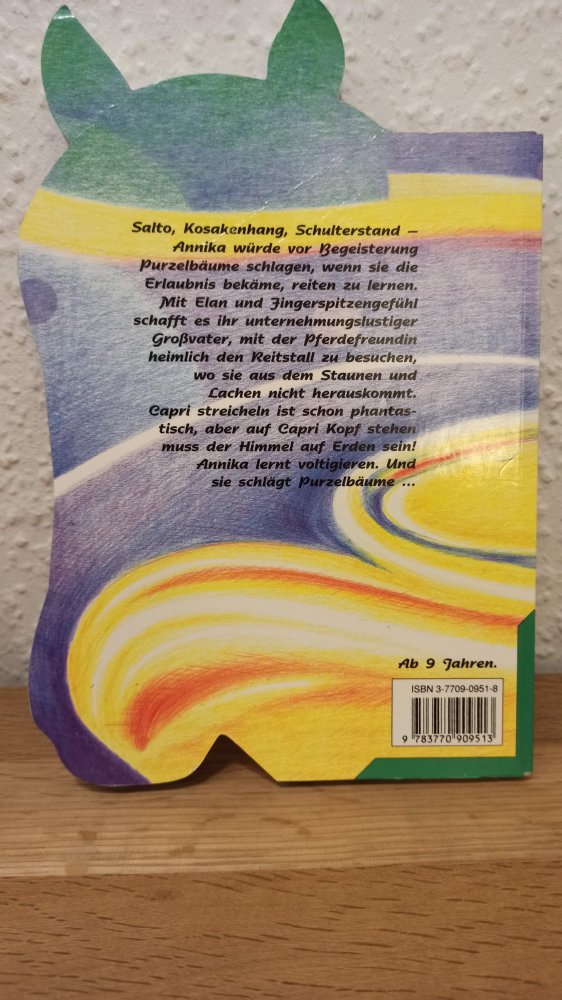 Salto, Kosakenhang, Schulterstand –
Annika würde vor Begeisterung
Purzelbäume schlagen, wenn sie die
Erlaubnis bekäme, reiten zu lernen.
Mit Elan und Fingerspitzengefühl
schafft es ihr unternehmungslustiger
Großvater, mit der Pferdefreundin
heimlich den Reitstall zu besuchen,
wo sie aus dem Staunen und
Lachen nicht herauskommt.
Capri streicheln ist schon phantas-
tisch, aber auf Capri Kopf stehen
muss der Himmel auf Erden sein!
Annika lernt voltigieren. Und
sie schlägt Purzelbäume ...
Ab 9 Jahren.
ISBN 3-7709-0951-8
9 783770 909513